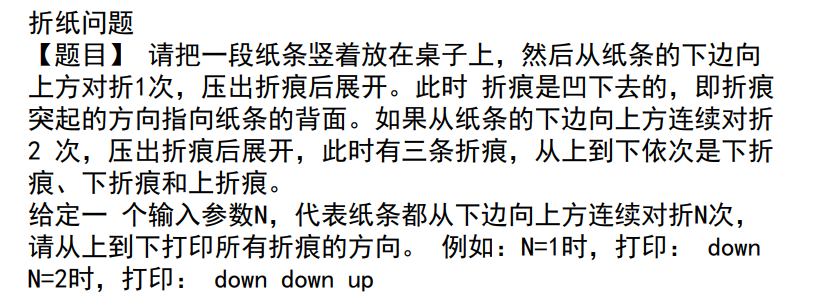 折纸问题
【题目】 请把一段纸条竖着放在桌子上，然后从纸条的下边向
上方对折1次，压出折痕后展开。此时 折痕是凹下去的，即折痕
突起的方向指向纸条的背面。如果从纸条的下边向上方连续对折
2 次，压出折痕后展开，此时有三条折痕，从上到下依次是下折
痕、下折痕和上折痕。
给定一 个输入参数N，代表纸条都从下边向上方连续对折N次，
请从上到下打印所有折痕的方向。 例如：N=1时，打印： down
N=2时，打印： down down up